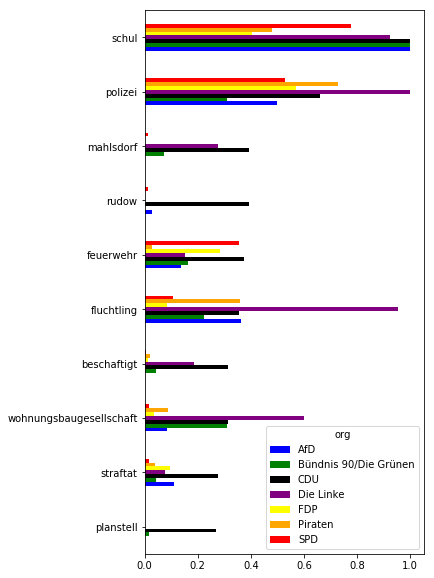 schul
polizei
mahlsdorf
rudow
feuerwehr
fluchtling
beschaftigt
wohnungsbaugesellschaft
straftat
planstell
org
AfD
Bündnis 90/Die Grünen
CDU
Die Linke
FDP
Piraten
SPD
0.0 0.2 0.4 0.6 0.8 1.0